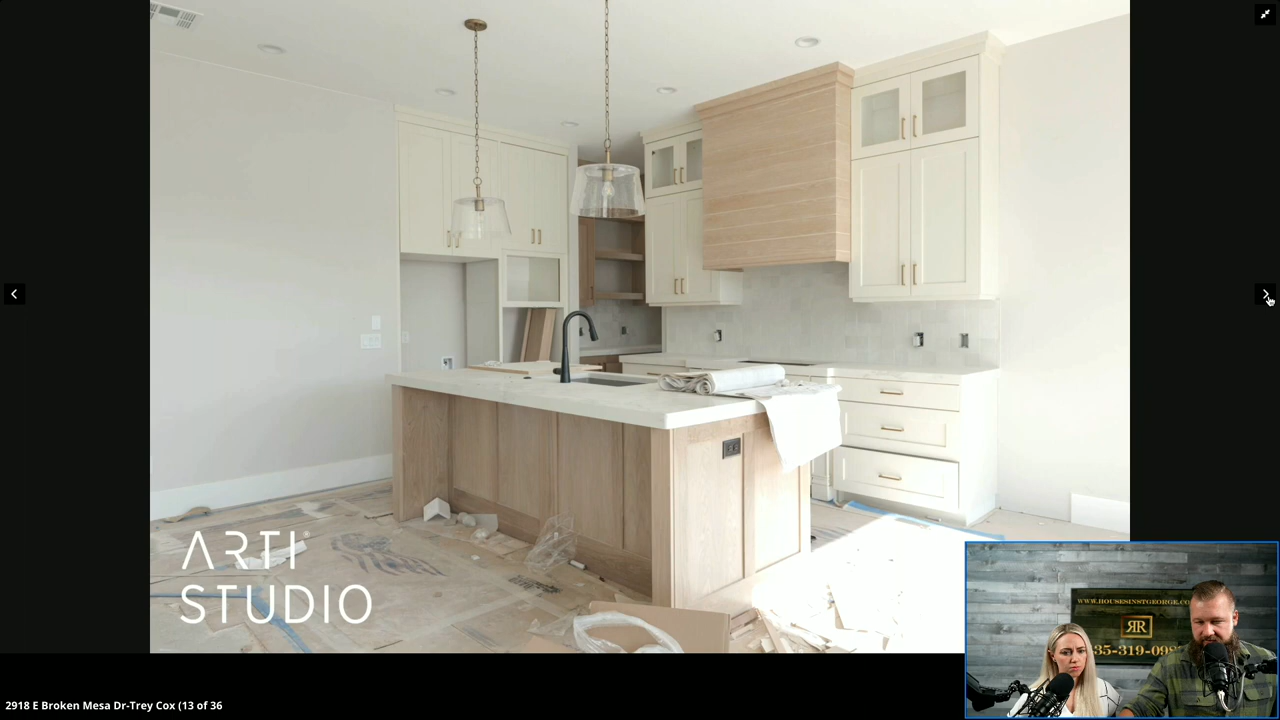 ARTI®
STUDIO
WWW.HOUSESINSTGEORGE.CO
RR
35-319-09
2918 E Broken Mesa Dr-Trey Cox (13 of 36